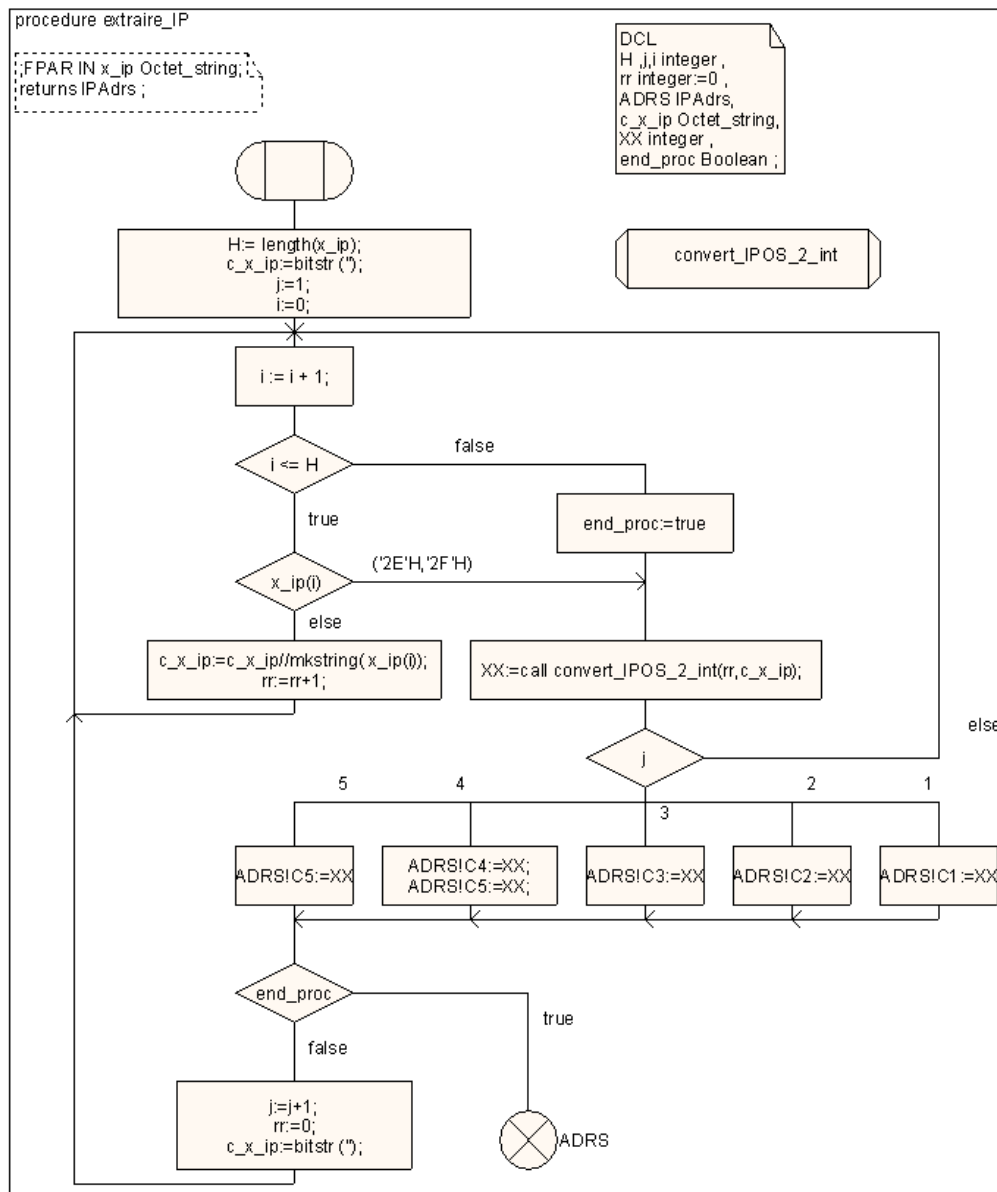 procedure extraire_IP
;FPAR IN x_ip Octet_string;
returns IPAdrs ;
DCL
H ,j,i integer ,
rr integer:=0 ,
ADRS IPAdrs,
c_x_ip Octet_string,
XX integer ,
end_proc Boolean ;
H:= length(x_ip);
c_x_ip:=bitstr ('');
j:=1;
i:=0;
convert_IPOS_2_int
i := i + 1;
i <= H
false
true
end_proc:=true
x_ip(i)
('2E'H,'2F'H)
else
c_x_ip:=c_x_ip//mkstring( x_ip(i));
rr:=rr+1;
XX:=call convert_IPOS_2_int(rr,c_x_ip);
else
j
5
4
3
2
1
ADRS!C5:=XX
ADRS!C4:=XX;
ADRS!C5:=XX;
ADRS!C3:=XX
ADRS!C2:=XX
ADRS!C1:=XX
end_proc
true
false
j:=j+1;
rr:=0;
c_x_ip:=bitstr ('');
ADRS